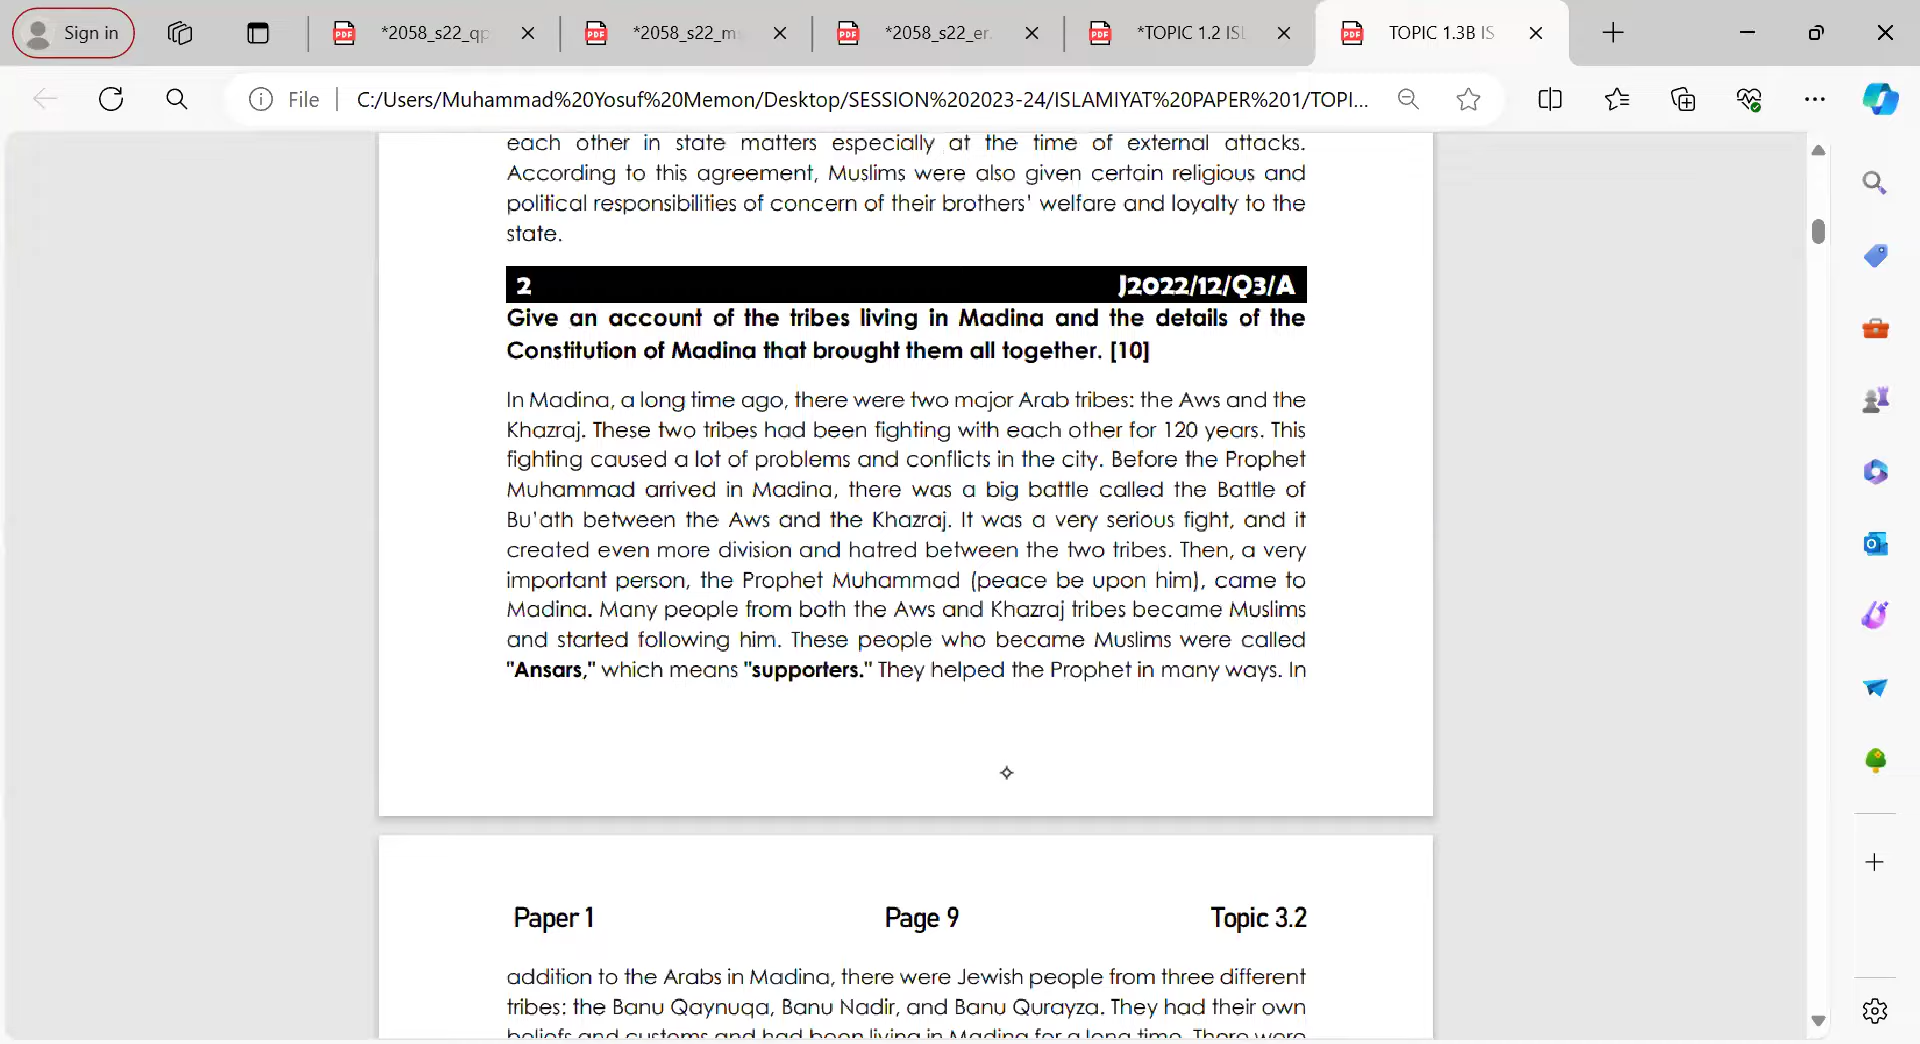 Sign in
*2058_s22_qp
*2058_s22_m
*2058_s22_er.
*TOPIC 1.2 ISL
TOPIC 1.3B IS
File
C:/Users/Muhammad%20Yosuf%20Memon/Desktop/SESSION%202023-24/ISLAMIYAT%20PAPER%201/TOPI...
each other in state matters especially at the time of external attacks.
According to this agreement, Muslims were also given certain religious and
political responsibilities of concern of their brothers' welfare and loyalty to the
state.
2 J2022/12/Q3/A
Give an account of the tribes living in Madina and the details of the
Constitution of Madina that brought them all together. [10]
In Madina, a long time ago, there were two major Arab tribes: the Aws and the
Khazraj. These two tribes had been fighting with each other for 120 years. This
fighting caused a lot of problems and conflicts in the city. Before the Prophet
Muhammad arrived in Madina, there was a big battle called the Battle of
Bu'ath between the Aws and the Khazraj. It was a very serious fight, and it
created even more division and hatred between the two tribes. Then, a very
important person, the Prophet Muhammad (peace be upon him), came to
Madina. Many people from both the Aws and Khazraj tribes became Muslims
and started following him. These people who became Muslims were called
"Ansars," which means "supporters." They helped the Prophet in many ways. In
Paper 1 Page 9 Topic 3.2
addition to the Arabs in Madina, there were Jewish people from three different
tribes: the Banu Qaynuqa, Banu Nadir, and Banu Qurayza. They had their own
beliefs and customs and had been living in Madina for a long time. There were